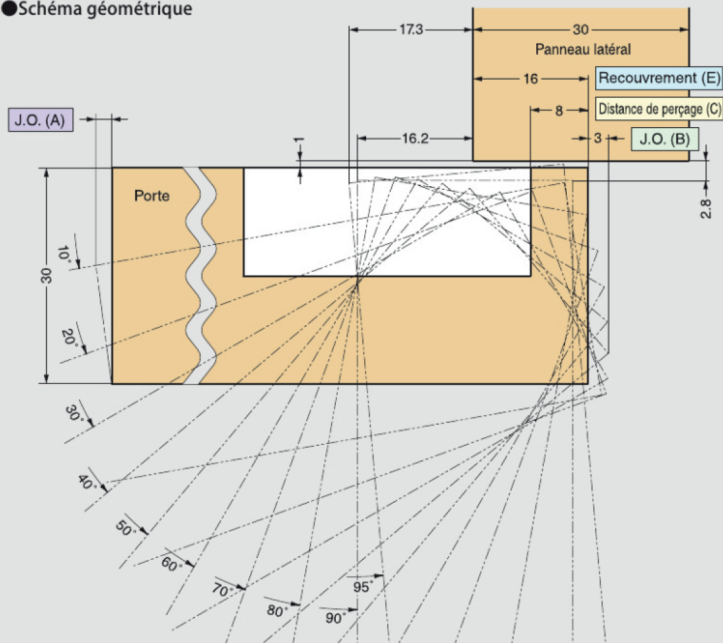 ●Schéma géométrique
17.3
30
Panneau latéral
16
Recouvrement (E)
J.O. (A)
8
Distance de perçage (C)
1
16.2
3
J.O. (B)
Porte
2.8
10°
30
20°
30°
40°
50°
60°
70°
80°
90°
95°